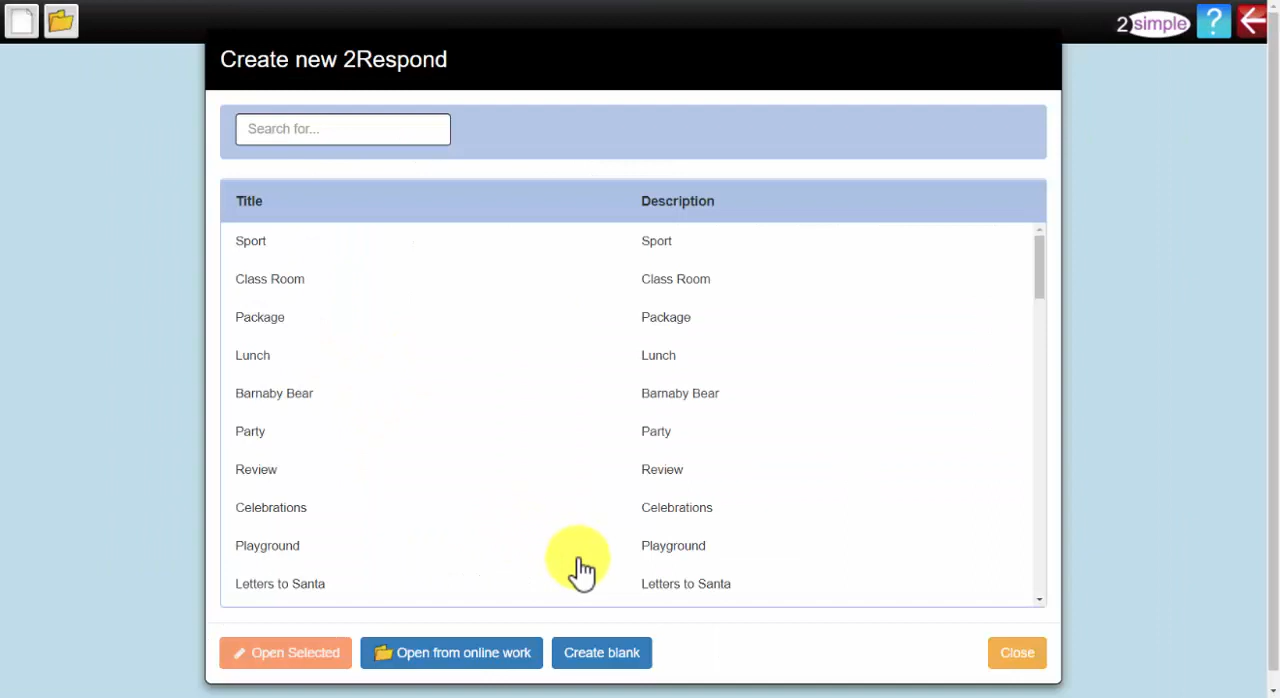 2simple ?
Create new 2Respond
Search for...
Title Description
Sport Sport
Class Room Class Room
Package Package
Lunch Lunch
Barnaby Bear Barnaby Bear
Party Party
Review Review
Celebrations Celebrations
Playground Playground
Letters to Santa Letters to Santa
Open Selected Open from online work Create blank Close